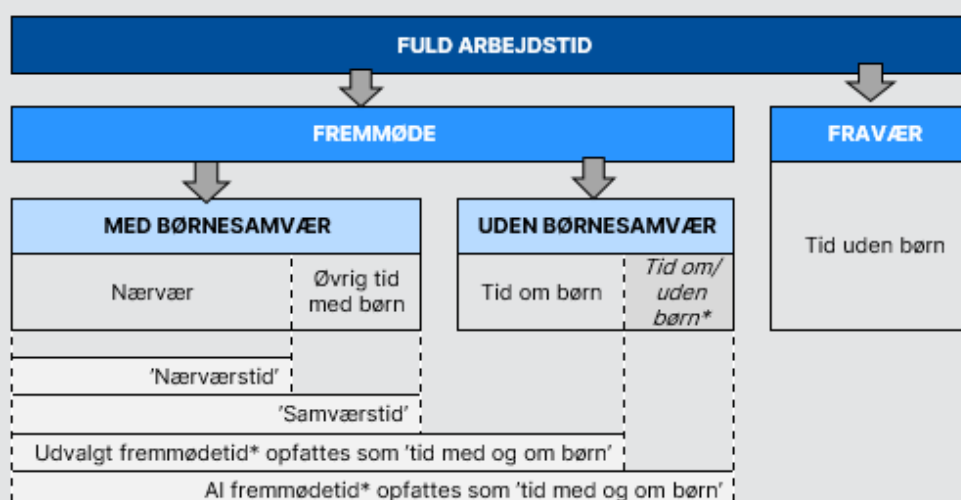 FULD ARBEJDSTID
FREMMØDE
FRAVÆR
MED BØRNESAMVÆR
UDEN BØRNESAMVÆR
Nærvær
Øvrig tid
med børn
Tid om børn
Tid om/
uden
børn*
Tid uden børn
'Nærværstid'
'Samværstid'
Udvalgt fremmødetid* opfattes som 'tid med og om børn'
Al fremmødetid* opfattes som 'tid med og om børn'